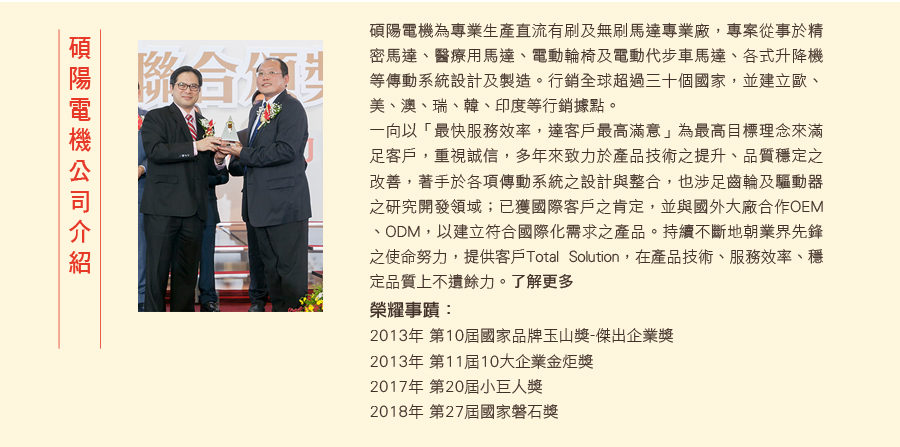 碩陽電機公司介紹
聯合頒獎
碩陽電機為專業生產直流有刷及無刷馬達專業廠，專案從事於精
密馬達、醫療用馬達、電動輪椅及電動代步車馬達、各式升降機
等傳動系統設計及製造。行銷全球超過三十個國家，並建立歐、
美、澳、瑞、韓、印度等行銷據點。
一向以「最快服務效率，達客戶最高滿意」為最高目標理念來滿
足客戶，重視誠信，多年來致力於產品技術之提升、品質穩定之
改善，著手於各項傳動系統之設計與整合，也涉足齒輪及驅動器
之研究開發領域；已獲國際客戶之肯定，並與國外大廠合作OEM
、ODM，以建立符合國際化需求之產品。持續不斷地朝業界先鋒
之使命努力，提供客戶Total Solution，在產品技術、服務效率、穩
定品質上不遺餘力。了解更多
榮耀事蹟：
2013年 第10屆國家品牌玉山獎-傑出企業獎
2013年 第11屆10大企業金炬獎
2017年 第20屆小巨人獎
2018年 第27屆國家磐石獎